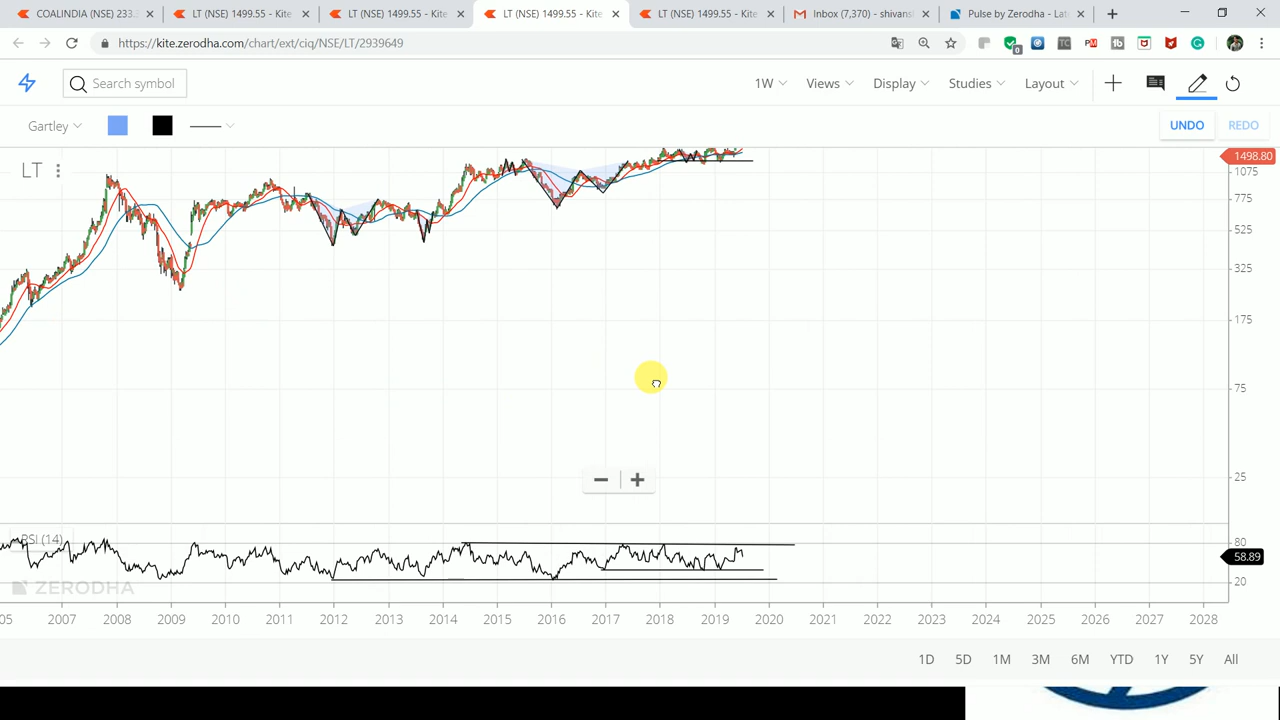 COALINDIA (NSE) 233. LT (NSE) 1499.55 - Kite LT (NSE) 1499.55 - Kite LT (NSE) 1499.55 - Kite LT (NSE) 1499.55 - Kite Inbox (7,370) - shivans Pulse by Zerodha - Late
https://kite.zerodha.com/chart/ext/ciq/NSE/LT/2939649
Search symbol 1W Views Display Studies Layout
Gartley UNDO REDO
LT
1498.80
1075
775
525
325
175
75
25
RSI (14)
80
58.89
20
ZERODHA
05 2007 2008 2009 2010 2011 2012 2013 2014 2015 2016 2017 2018 2019 2020 2021 2022 2023 2024 2025 2026 2027 2028
1D 5D 1M 3M 6M YTD 1Y 5Y All